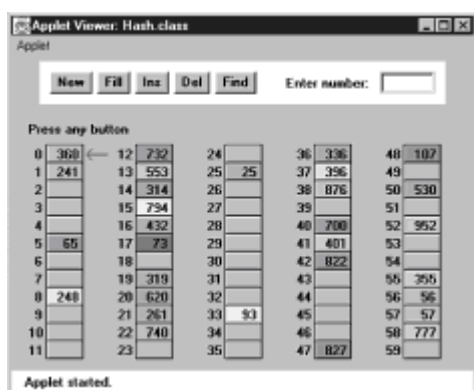 Applet Viewer: Hash.class
Applet
New Fill Ins Del Find Enter number:
Press any button
0 360 12 732 24 36 336 48 107
1 241 13 553 25 25 37 396 49
2 14 314 26 38 876 50 530
3 15 794 27 39 51
4 16 432 28 40 700 52 952
5 65 17 73 29 41 401 53
6 18 30 42 822 54
7 19 319 31 43 55 355
8 248 20 620 32 44 56 56
9 21 261 33 93 45 57 57
10 22 740 34 46 58 777
11 23 35 47 827 59
Applet started.